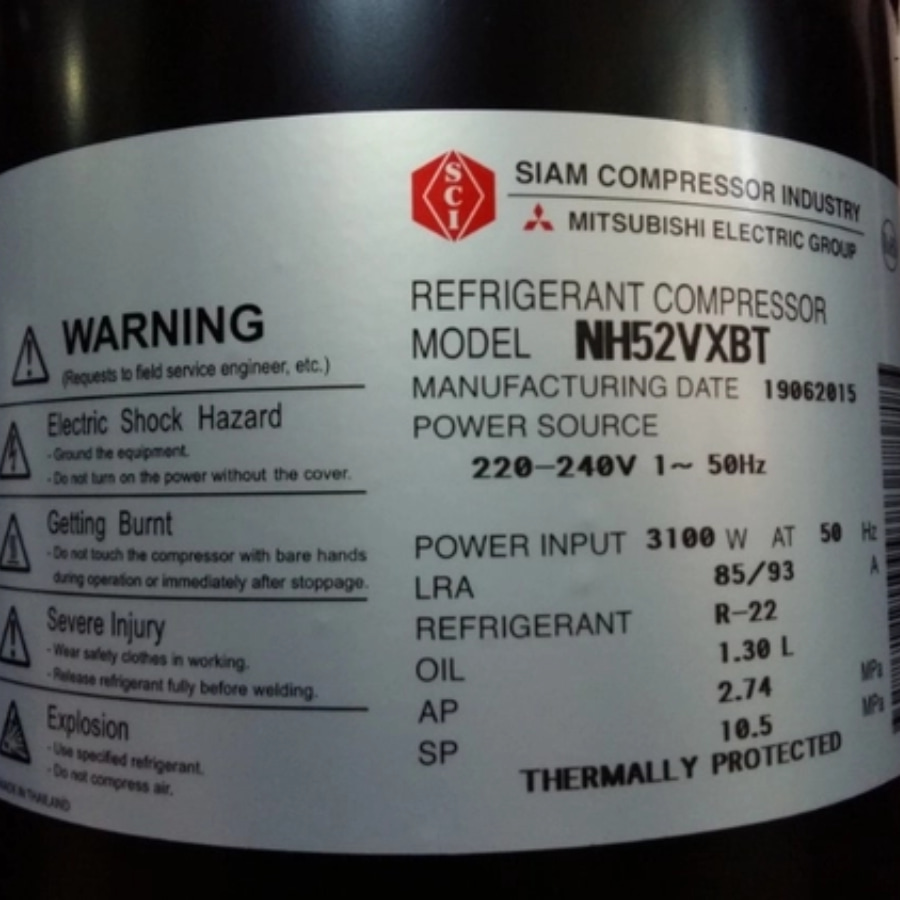 SCI
SIAM COMPRESSOR INDUSTRY
MITSUBISHI ELECTRIC GROUP
REFRIGERANT COMPRESSOR
MODEL NH52VXBT
MANUFACTURING DATE 19062015
POWER SOURCE
220-240V 1~ 50Hz
POWER INPUT 3100 W AT 50 Hz
LRA 85/93 A
REFRIGERANT R-22
OIL 1.30 L
AP 2.74 MPa
SP 10.5 MPa
THERMALLY PROTECTED
WARNING
(Requests to field service engineer, etc.)
Electric Shock Hazard
- Ground the equipment.
- Do not turn on the power without the cover.
Getting Burnt
- Do not touch the compressor with bare hands
during operation or immediately after stoppage.
Severe Injury
- Wear safety clothes in working.
- Release refrigerant fully before welding.
Explosion
- Use specified refrigerant.
- Do not compress air.
MADE IN THAILAND